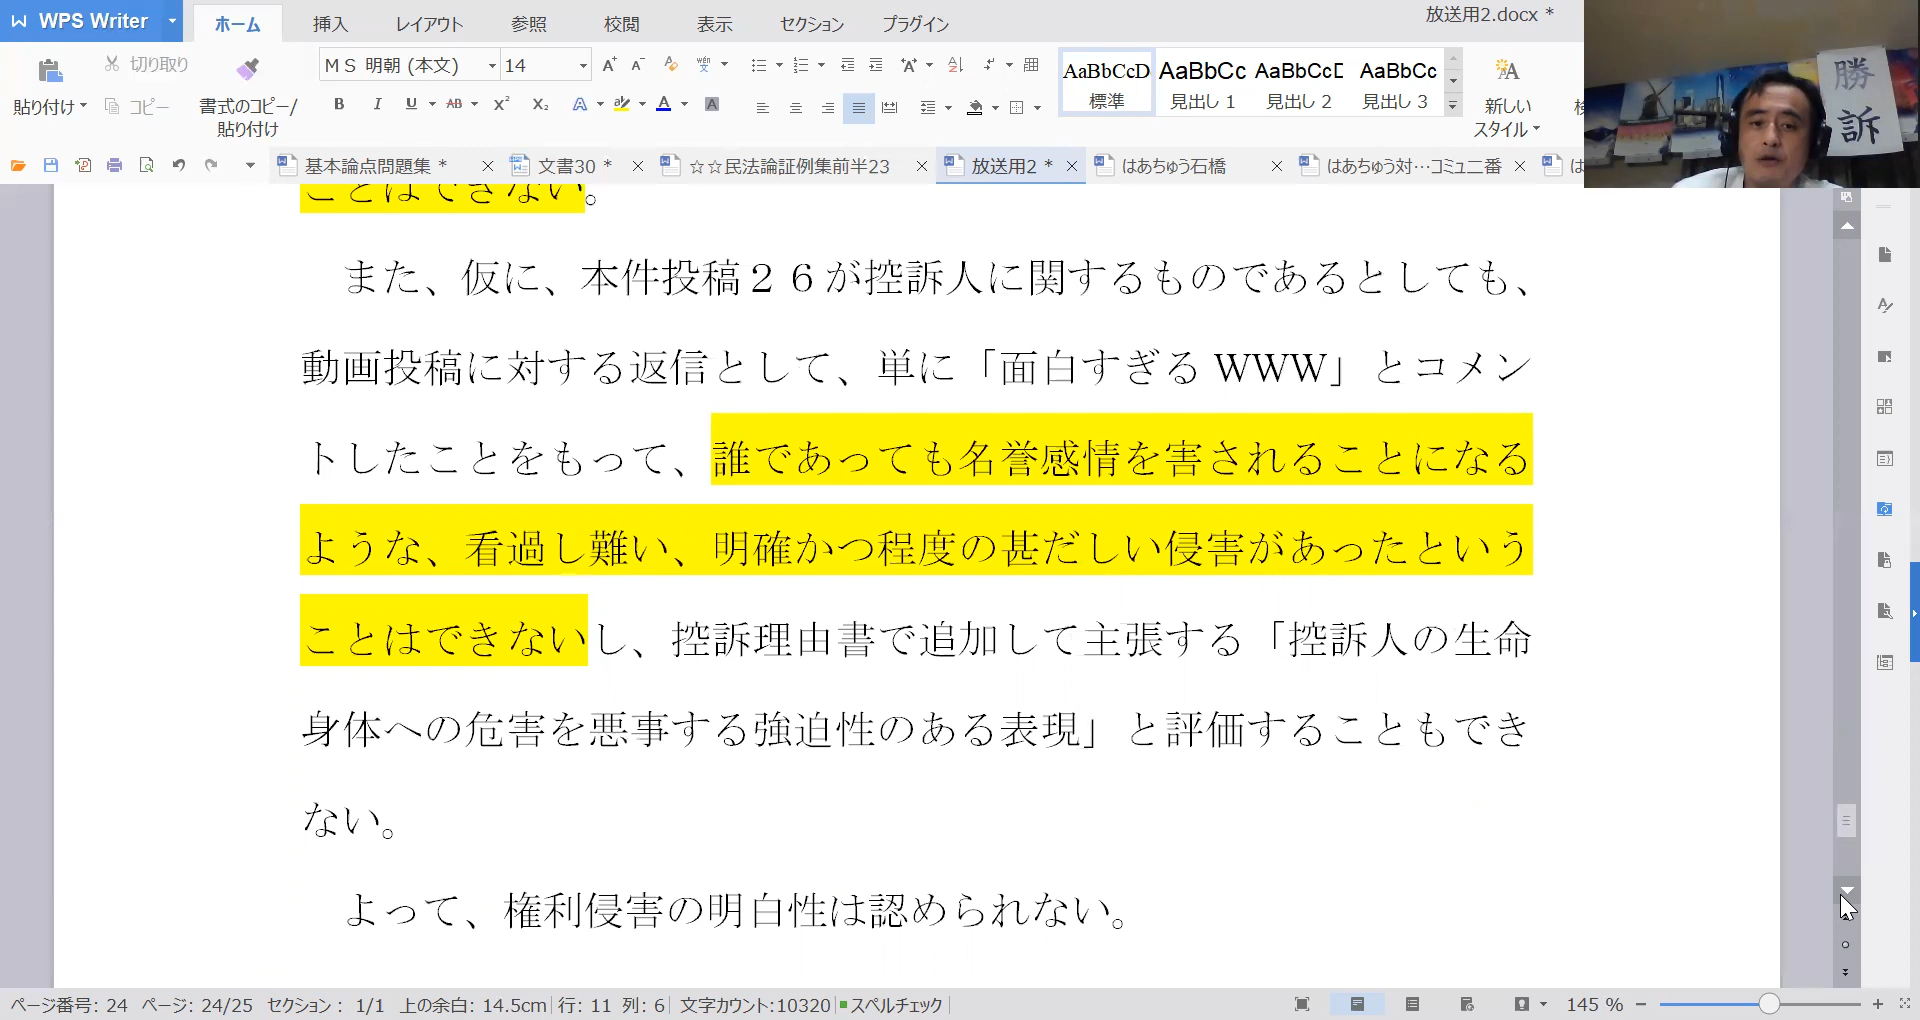 WPS Writer
ホーム
挿入
レイアウト
参照
校閲
表示
セクション
プラグイン
放送用2.docx *
貼り付け
切り取り
コピー
書式のコピー/
貼り付け
ＭＳ 明朝 (本文)
14
AaBbCcD
標準
AaBbCc
見出し 1
AaBbCcD
見出し 2
AaBbCc
見出し 3
新しい
スタイル
勝
訴
基本論点問題集 *
文書30 *
☆☆民法論証例集前半23
放送用2 *
はあちゅう石橋
はあちゅう対…コミュ二番
は
ことはできない。
また、仮に、本件投稿２６が控訴人に関するものであるとしても、
動画投稿に対する返信として、単に「面白すぎるWWW」とコメン
トしたことをもって、誰であっても名誉感情を害されることになる
ような、看過し難い、明確かつ程度の甚だしい侵害があったという
ことはできないし、控訴理由書で追加して主張する「控訴人の生命
身体への危害を悪事する強迫性のある表現」と評価することもでき
ない。
よって、権利侵害の明白性は認められない。
ページ番号: 24 ページ: 24/25 セクション: 1/1 上の余白: 14.5cm 行: 11 列: 6 文字カウント:10320 スペルチェック
145 %